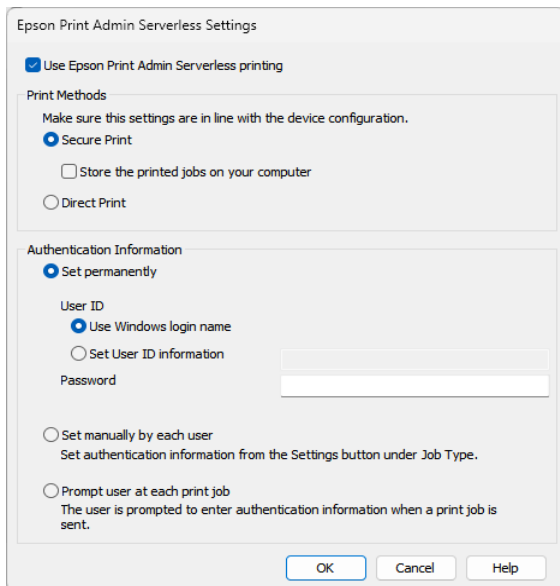 Epson Print Admin Serverless Settings
Use Epson Print Admin Serverless printing
Print Methods
Make sure this settings are in line with the device configuration.
Secure Print
Store the printed jobs on your computer
Direct Print
Authentication Information
Set permanently
User ID
Use Windows login name
Set User ID information
Password
Set manually by each user
Set authentication information from the Settings button under Job Type.
Prompt user at each print job
The user is prompted to enter authentication information when a print job is
sent.
OK Cancel Help